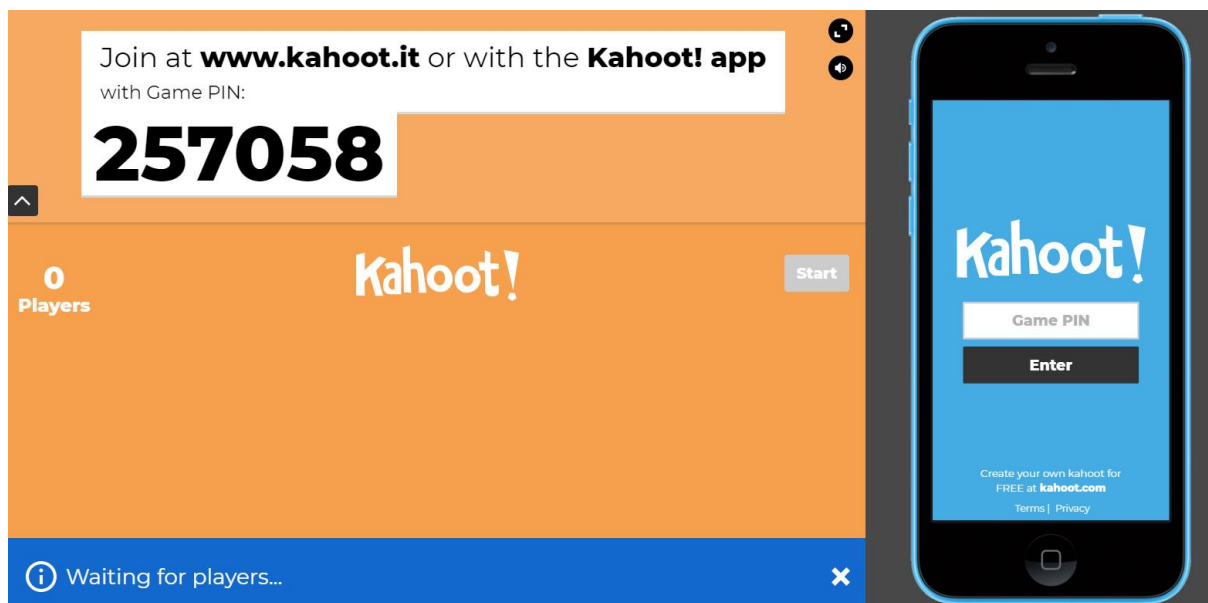 Join at www.kahoot.it or with the Kahoot! app
with Game PIN:
257058
0
Players
Kahoot!
Start
Waiting for players...
Kahoot!
Game PIN
Enter
Create your own kahoot for
FREE at kahoot.com
Terms | Privacy